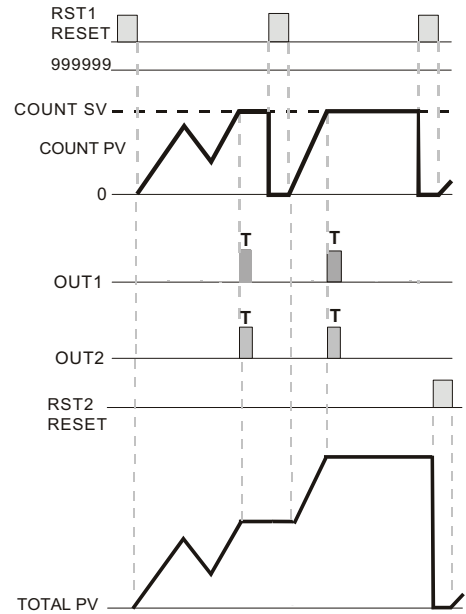 RST1
RESET
999999
COUNT SV
COUNT PV
0
T
T
OUT1
T
T
OUT2
RST2
RESET
TOTAL PV